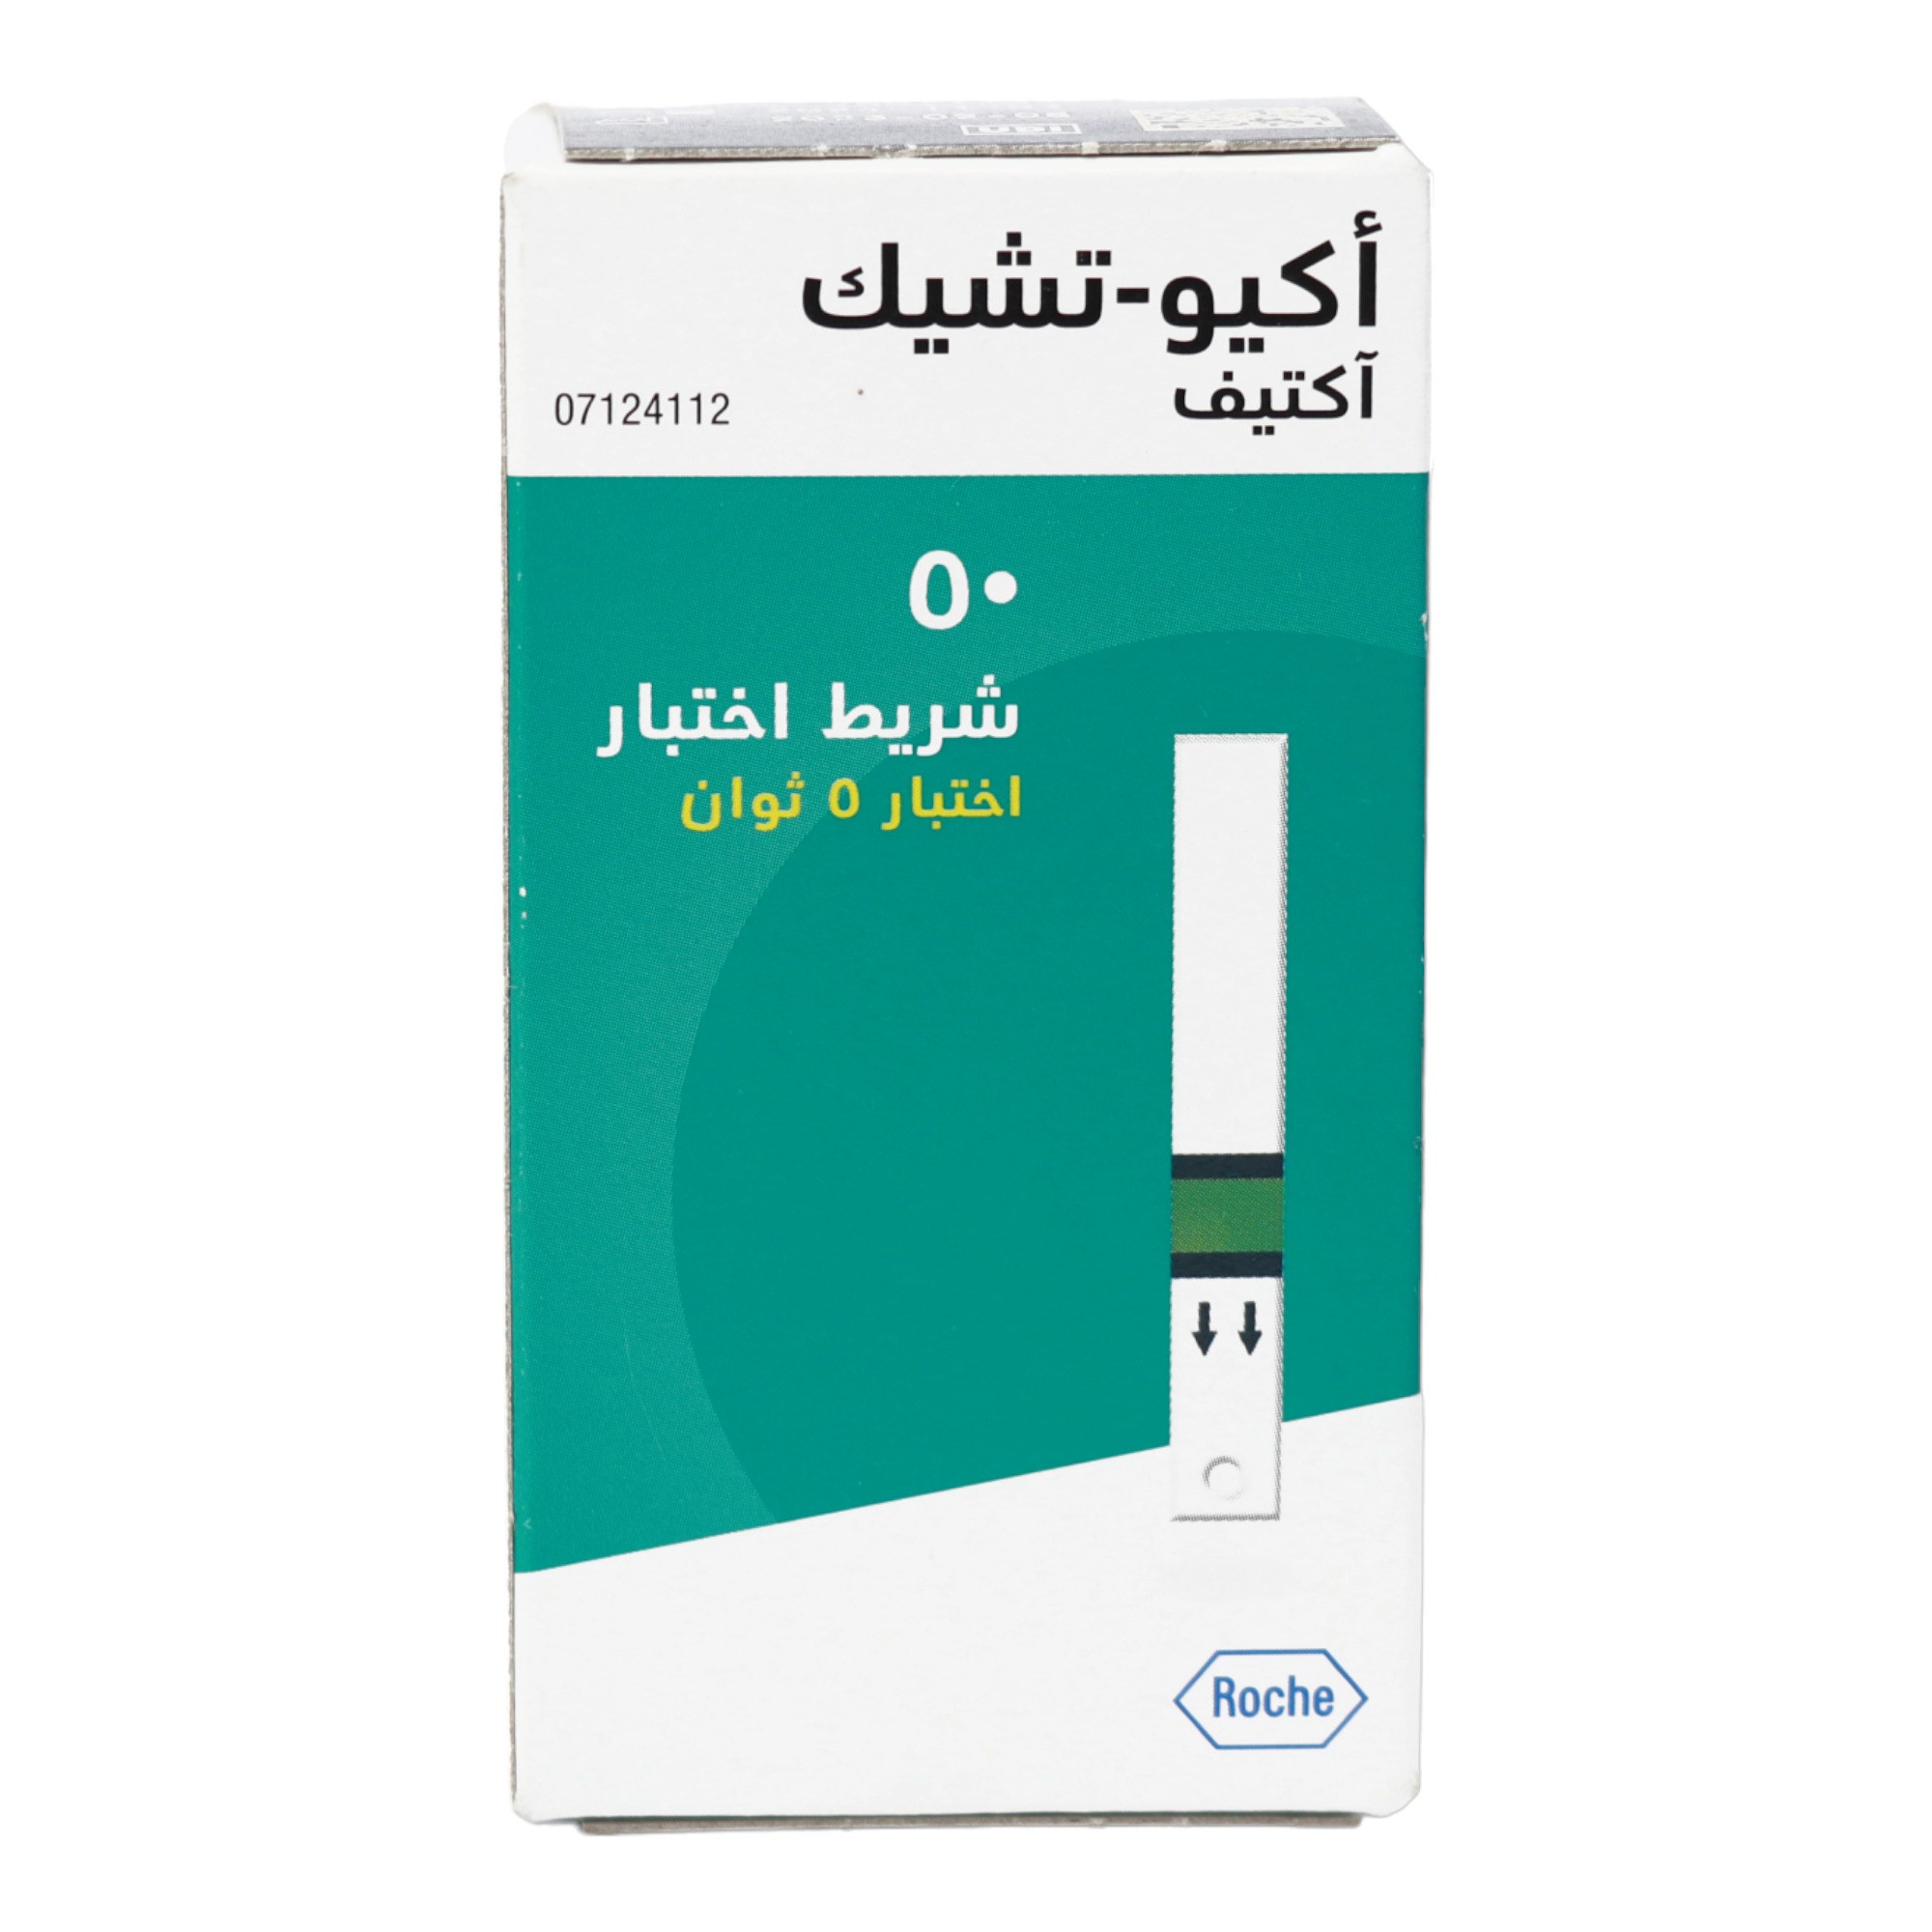 أكيو-تشيك
آكتيف
07124112
٥٠
شريط اختبار
اختبار ٥ ثوان
Roche